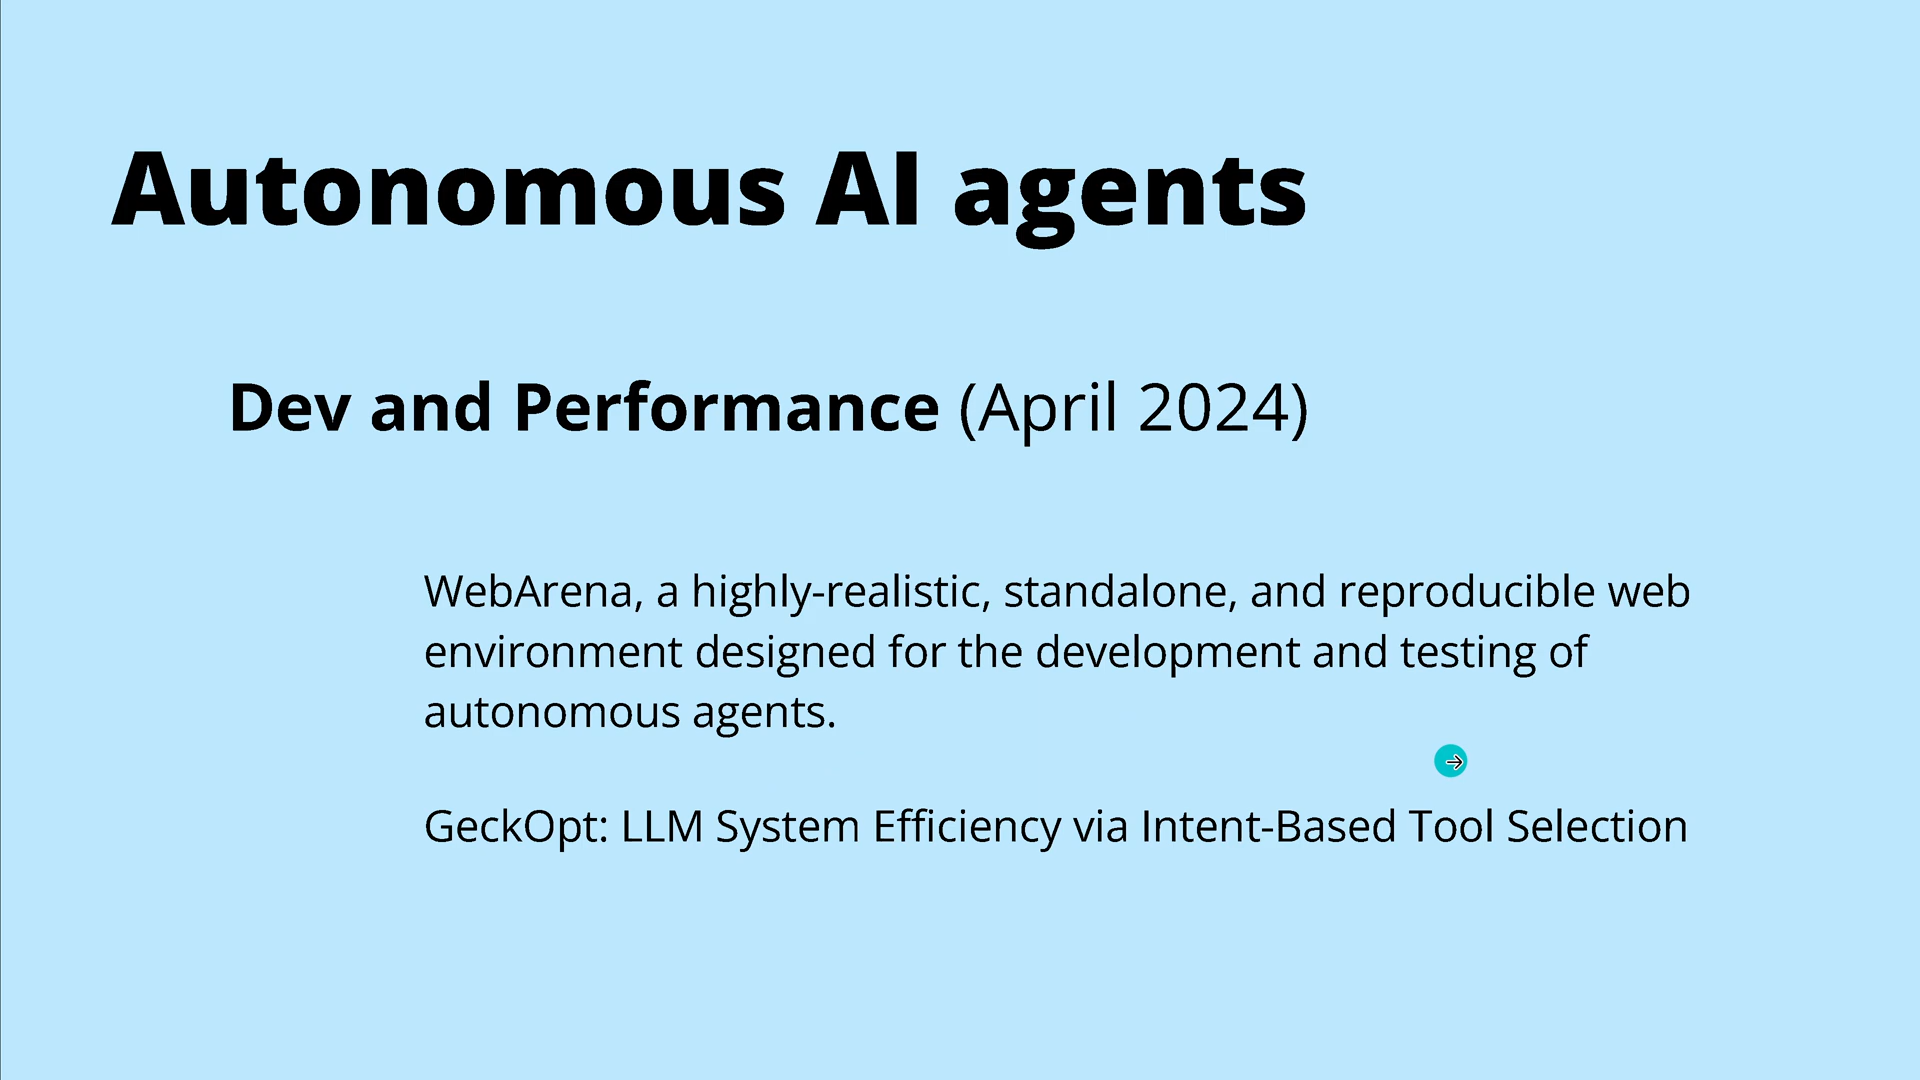 Autonomous AI agents
Dev and Performance (April 2024)
WebArena, a highly-realistic, standalone, and reproducible web
environment designed for the development and testing of
autonomous agents.
GeckOpt: LLM System Efficiency via Intent-Based Tool Selection